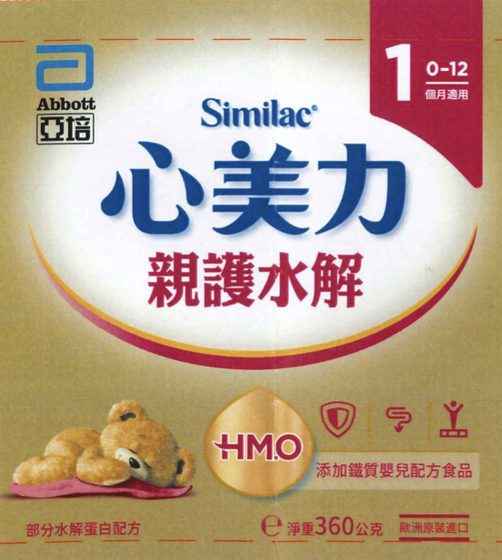 Abbott
亞培
1
0-12
個月適用
Similac®
心美力
親護水解
HMO
添加鐵質嬰兒配方食品
部分水解蛋白配方
℮ 淨重360公克
歐洲原裝進口